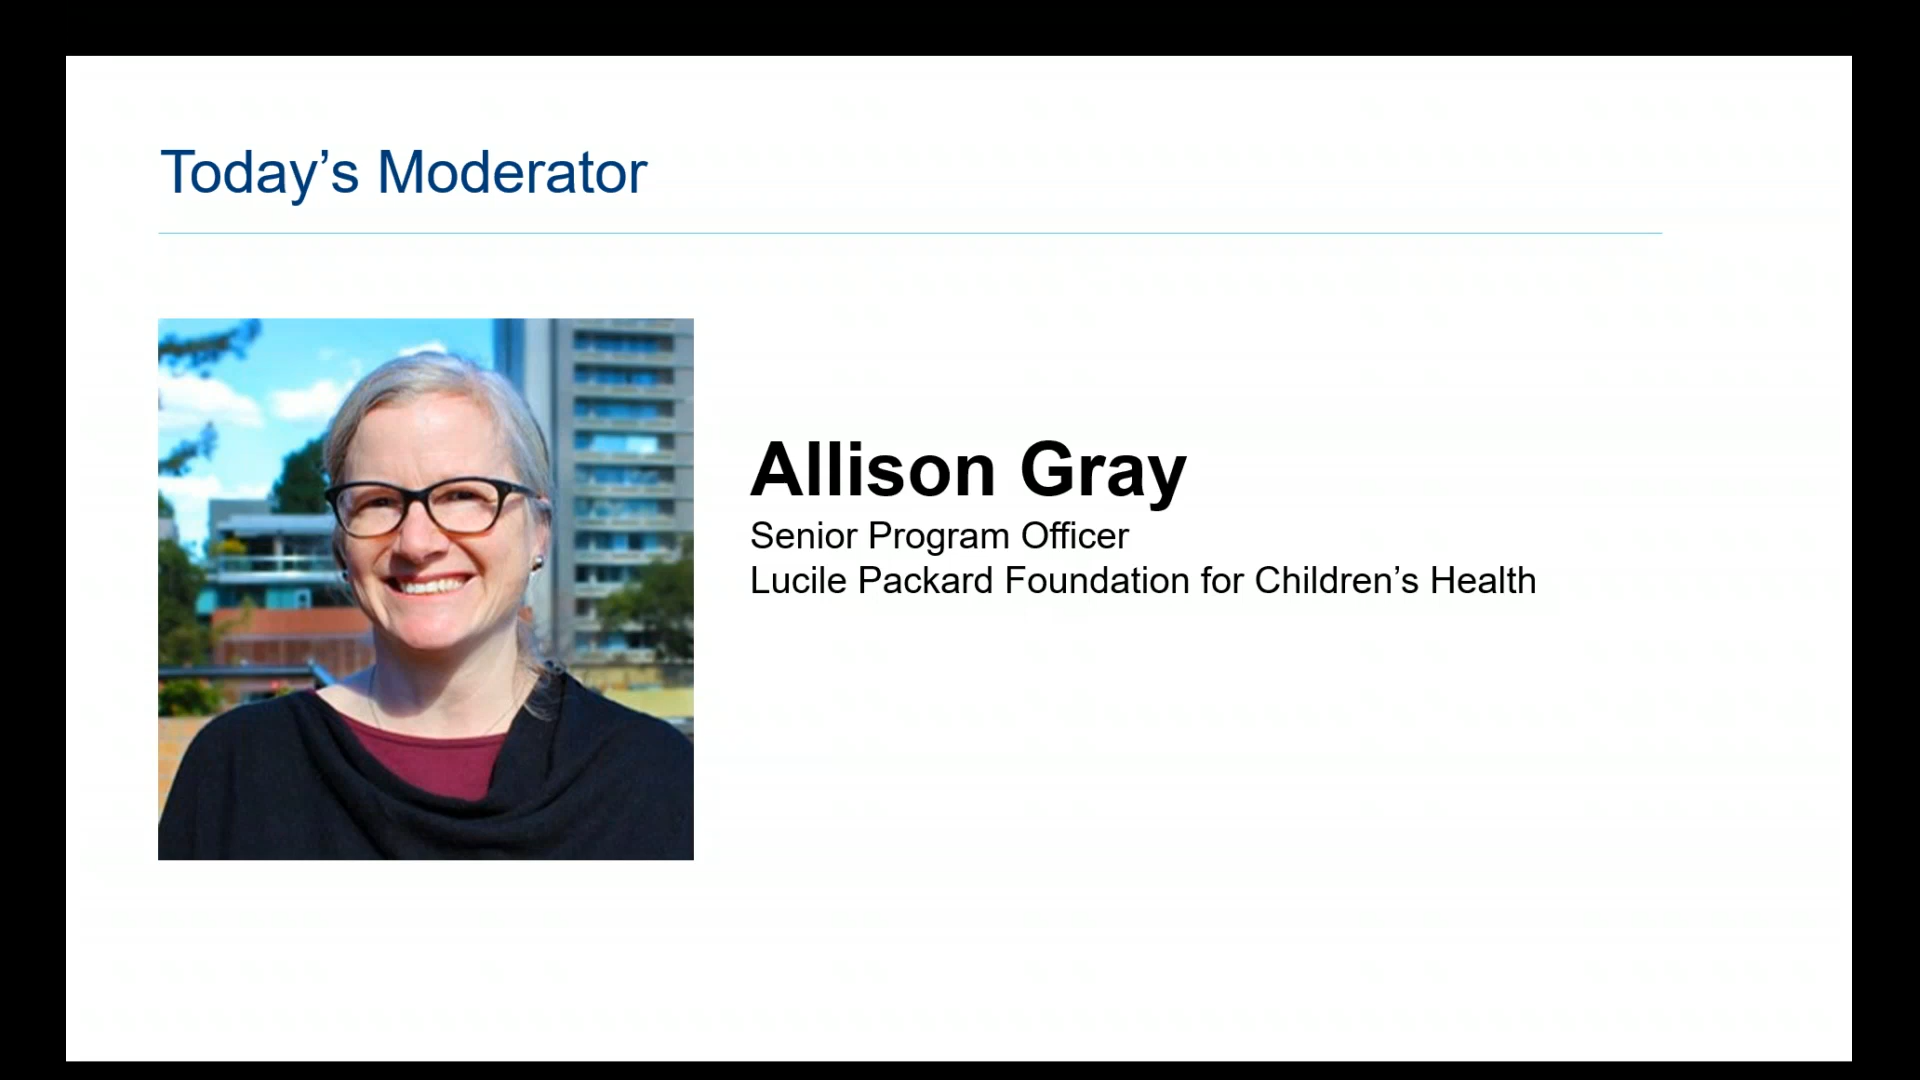 Today’s Moderator
Allison Gray
Senior Program Officer
Lucile Packard Foundation for Children’s Health